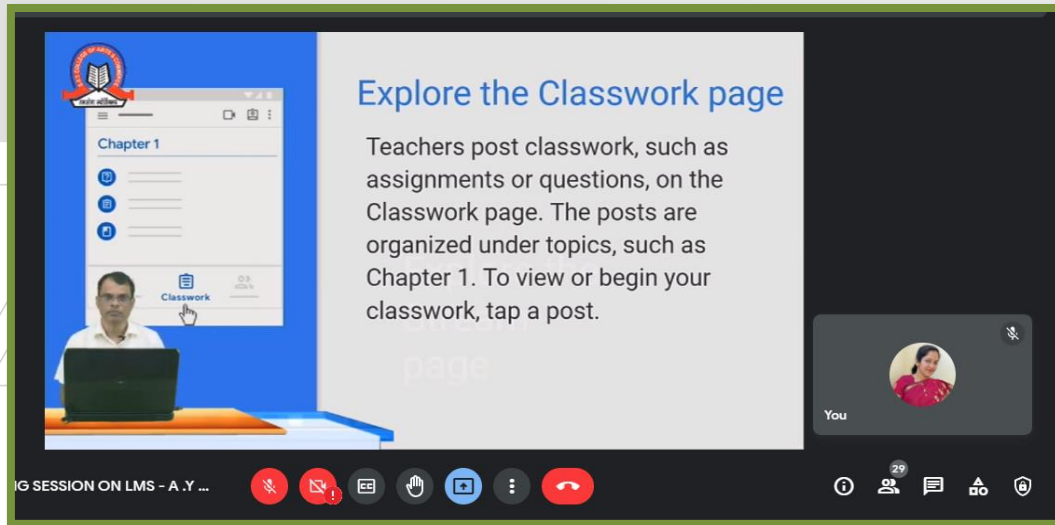 Explore the Classwork page
Teachers post classwork, such as
assignments or questions, on the
Classwork page. The posts are
organized under topics, such as
Chapter 1. To view or begin your
classwork, tap a post.
page
Chapter 1
Classwork
You
29
G SESSION ON LMS - A .Y ...
CC